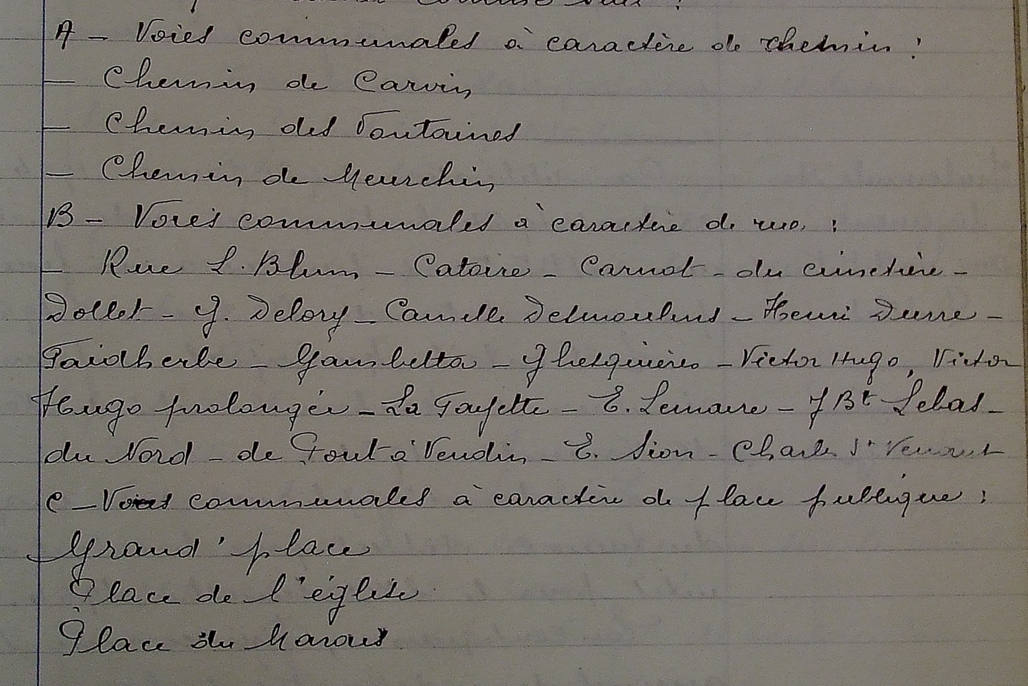 A - Voies communales à caractère de chemin :
- Chemin de Carvin
- Chemin des Fontaines
- Chemin de Meurchin
B - Voies communales à caractère de rue :
- Rue L. Blum - Catoire - Carnot - du cimetière -
Dollet - G. Delory - Camille Desmoulins - Henri Durre -
Faidherbe - Gambetta - Ghesquières - Victor Hugo, Victor
Hugo prolongée - La Fayette - E. Lemaire - J Bt Lebas -
du Nord - de Pont à Vendin - E. Sion - Charles St Venant
C - Voies communales à caractère de place publique :
Grand'place
Place de l'église
Place du Marais